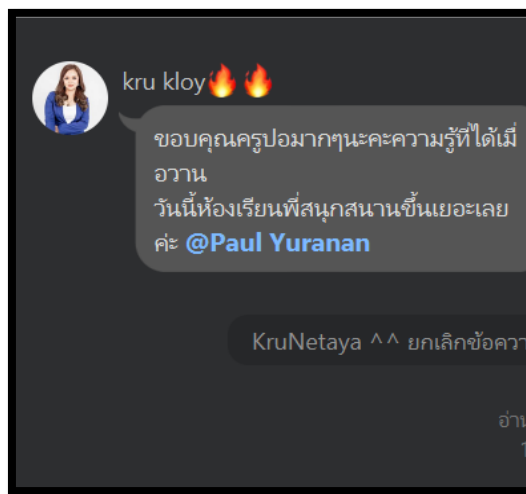 kru kloy🔥🔥
ขอบคุณครูปอมากๆนะคะความรู้ที่ได้เมื่
อวาน
วันนี้ห้องเรียนพี่สนุกสนานขึ้นเยอะเลย
ค่ะ @Paul Yuranan
KruNetaya ^^ ยกเลิกข้อควา
อ่าน